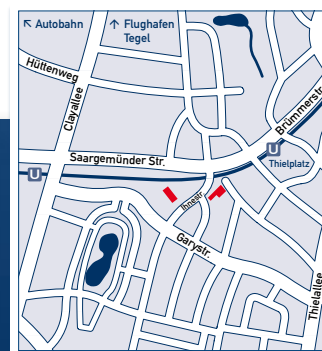 ↖ Autobahn
↑ Flughafen
Tegel
Hüttenweg
Clayallee
Brümmerstr.
Saargemünder Str.
U
Thielplatz
U
Ihnestr.
Garystr.
Thielallee